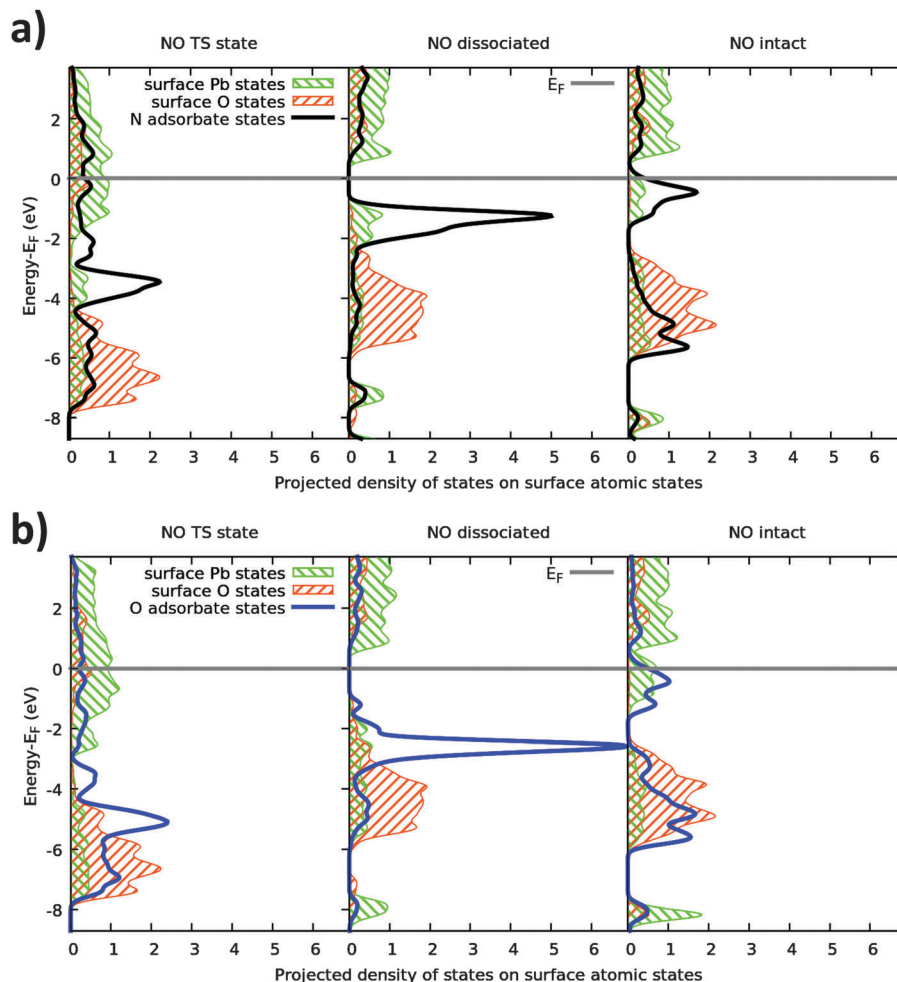 a)
NO TS state NO dissociated NO intact
surface Pb states
surface O states
N adsorbate states
E_F
Energy-E_F (eV)
2
0
-2
-4
-6
-8
0 1 2 3 4 5 6 0 1 2 3 4 5 6 0 1 2 3 4 5 6
Projected density of states on surface atomic states
b)
NO TS state NO dissociated NO intact
surface Pb states
surface O states
O adsorbate states
E_F
Energy-E_F (eV)
2
0
-2
-4
-6
-8
0 1 2 3 4 5 6 0 1 2 3 4 5 6 0 1 2 3 4 5 6
Projected density of states on surface atomic states